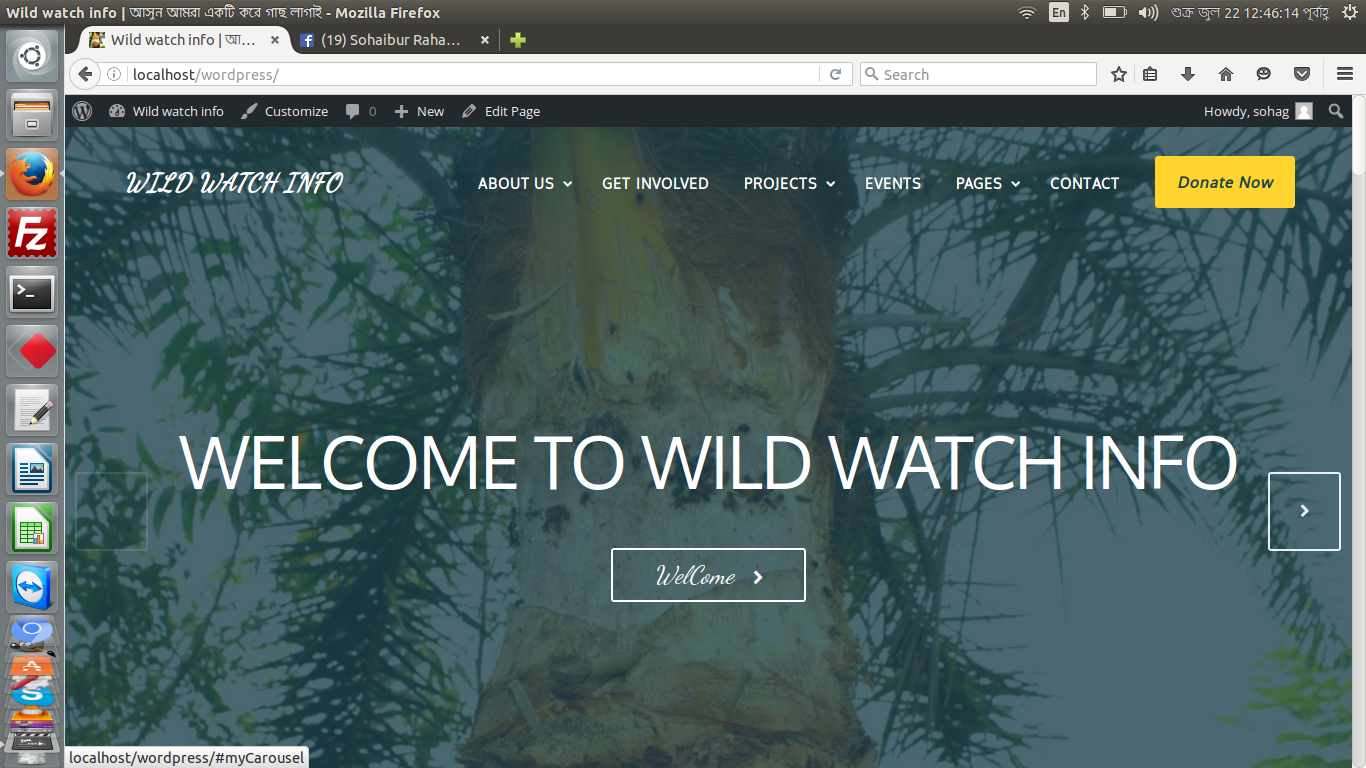 Wild watch info | আসুন আমরা একটি করে গাছ লাগাই - Mozilla Firefox
En
শুক্র জুল 22 12:46:14 পূর্বাহ্ণ
Wild watch info | আ...
(19) Sohaibur Raha...
localhost/wordpress/
Search
Wild watch info
Customize
0
New
Edit Page
Howdy, sohag
WILD WATCH INFO
ABOUT US
GET INVOLVED
PROJECTS
EVENTS
PAGES
CONTACT
Donate Now
WELCOME TO WILD WATCH INFO
WelCome
localhost/wordpress/#myCarousel